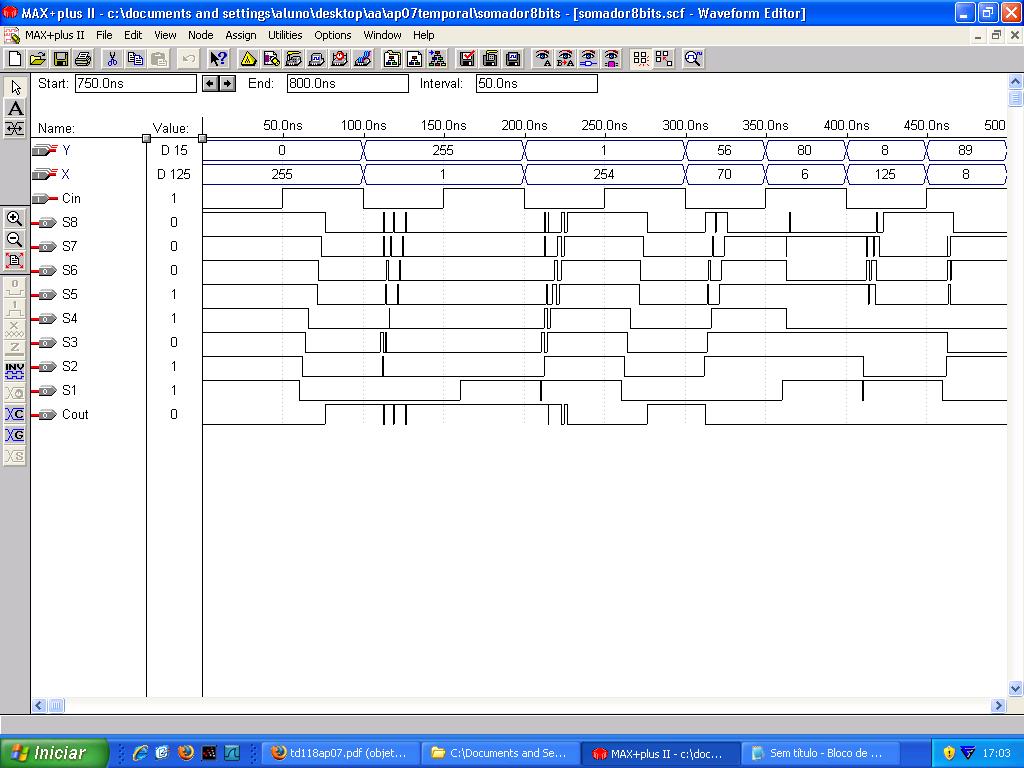 MAX+plus II - c:\documents and settings\aluno\desktop\aa\ap07temporal\somador8bits - [somador8bits.scf - Waveform Editor]
MAX+plus II File Edit View Node Assign Utilities Options Window Help
Start: 750.0ns End: 800.0ns Interval: 50.0ns
Name: Value: 50.0ns 100.0ns 150.0ns 200.0ns 250.0ns 300.0ns 350.0ns 400.0ns 450.0ns 500
Y D 15 0 255 1 56 80 8 89
X D 125 255 1 254 70 6 125 8
Cin 1
S8 0
S7 0
S6 0
S5 1
S4 1
S3 0
S2 1
S1 1
Cout 0
Iniciar td118ap07.pdf (objet... C:\Documents and Se... MAX+plus II - c:\doc... Sem título - Bloco de ... 17:03